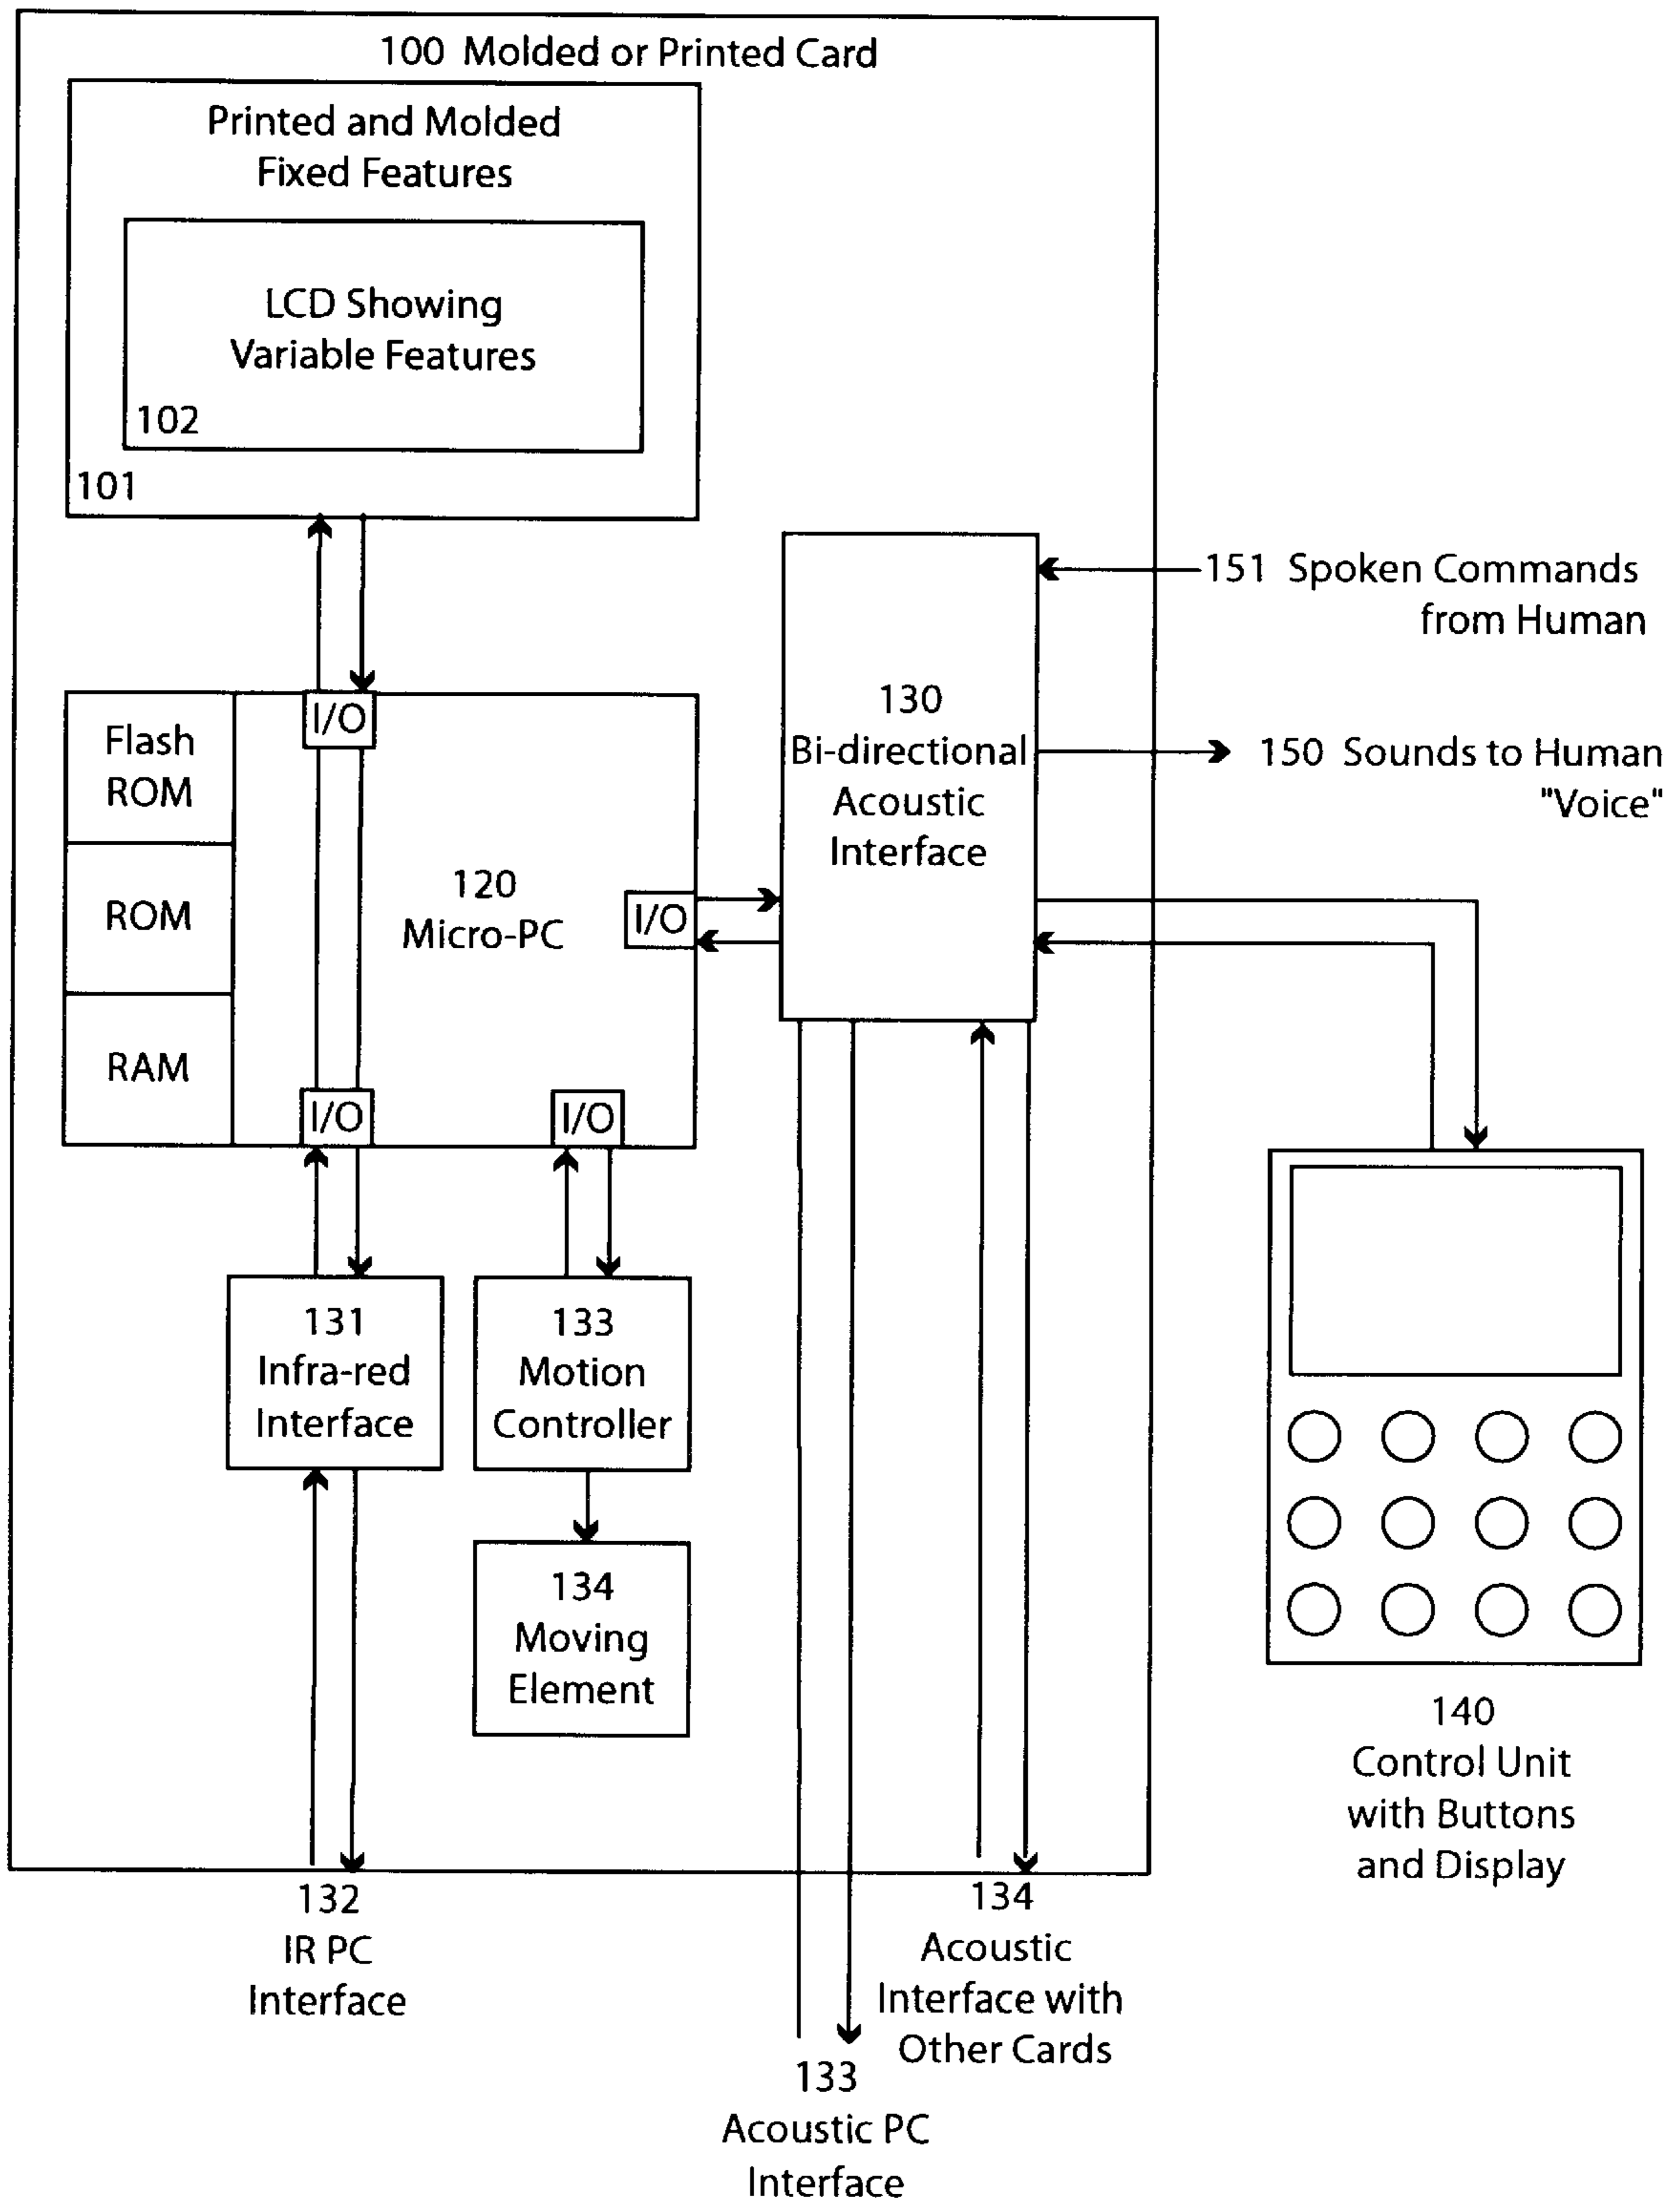 100 Molded or Printed Card
Printed and Molded
Fixed Features
LCD Showing
Variable Features
102
101
151 Spoken Commands
from Human
130
Bi-directional
Acoustic
Interface
150 Sounds to Human
"Voice"
I/O
Flash
ROM
ROM
RAM
120
Micro-PC
I/O
I/O
I/O
131
Infra-red
Interface
133
Motion
Controller
134
Moving
Element
140
Control Unit
with Buttons
and Display
132
IR PC
Interface
134
Acoustic
Interface with
Other Cards
133
Acoustic PC
Interface